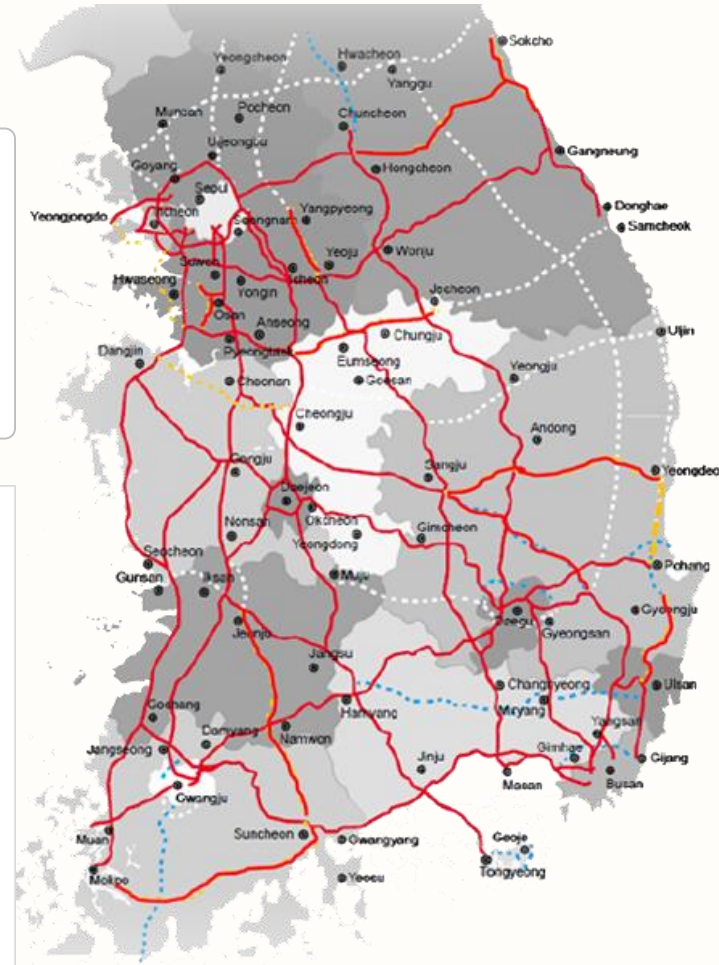 Sokcho
Yeongcheon
Hwacheon
Yanggu
Munsan
Pocheon
Chuncheon
Uijeongbu
Gangneung
Goyang
Hongcheon
Seoul
Yeongjongdo
Incheon
Yangpyeong
Donghae
Seongnam
Samcheok
Yeoju
Wonju
Suwon
Icheon
Hwaseong
Yongin
Jecheon
Osan
Anseong
Chungju
Uljin
Dangjin
Pyeongtaek
Eumseong
Cheonan
Goesan
Yeongju
Cheongju
Andong
Gongju
Sangju
Yeongdeok
Daejeon
Okcheon
Nonsan
Gimcheon
Yeongdong
Seocheon
Pohang
Gunsan
Iksan
Muju
Jeonju
Daegu
Gyeongju
Gyeongsan
Jangsu
Changnyeong
Ulsan
Hamyang
Miryang
Gochang
Damyang
Namwon
Yangsan
Jangseong
Gimhae
Jinju
Gijang
Gwangju
Masan
Busan
Muan
Suncheon
Gwangyang
Geoje
Mokpo
Yeosu
Tongyeong